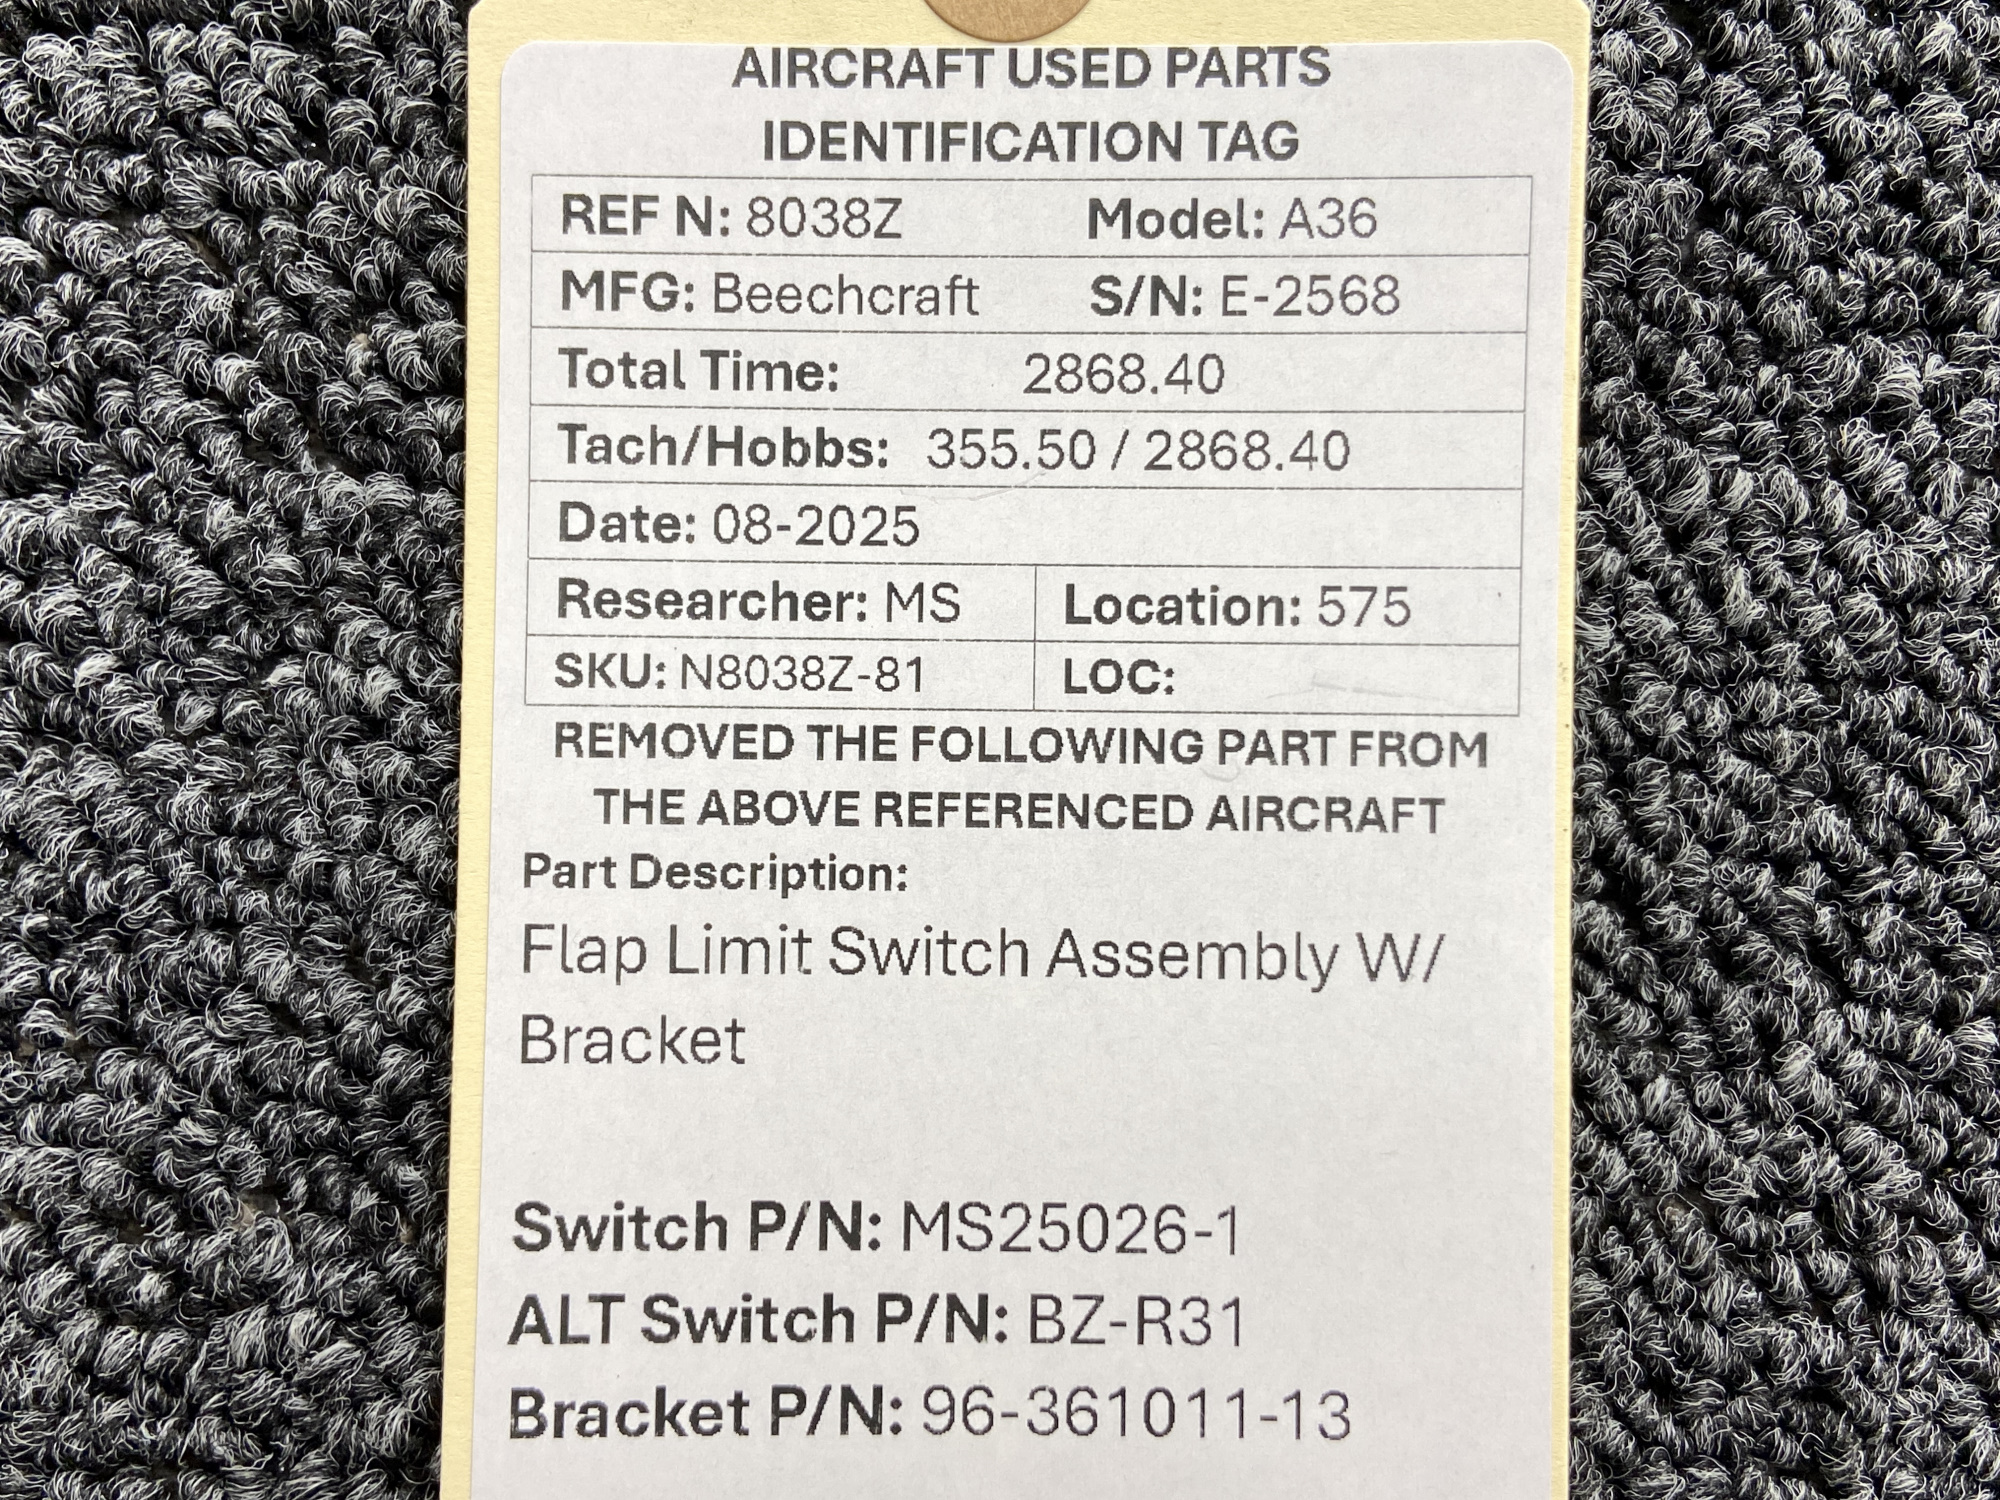 AIRCRAFT USED PARTS
IDENTIFICATION TAG
REF N: 8038Z Model: A36
MFG: Beechcraft S/N: E-2568
Total Time: 2868.40
Tach/Hobbs: 355.50 / 2868.40
Date: 08-2025
Researcher: MS Location: 575
SKU: N8038Z-81 LOC:
REMOVED THE FOLLOWING PART FROM
THE ABOVE REFERENCED AIRCRAFT
Part Description:
Flap Limit Switch Assembly W/
Bracket
Switch P/N: MS25026-1
ALT Switch P/N: BZ-R31
Bracket P/N: 96-361011-13